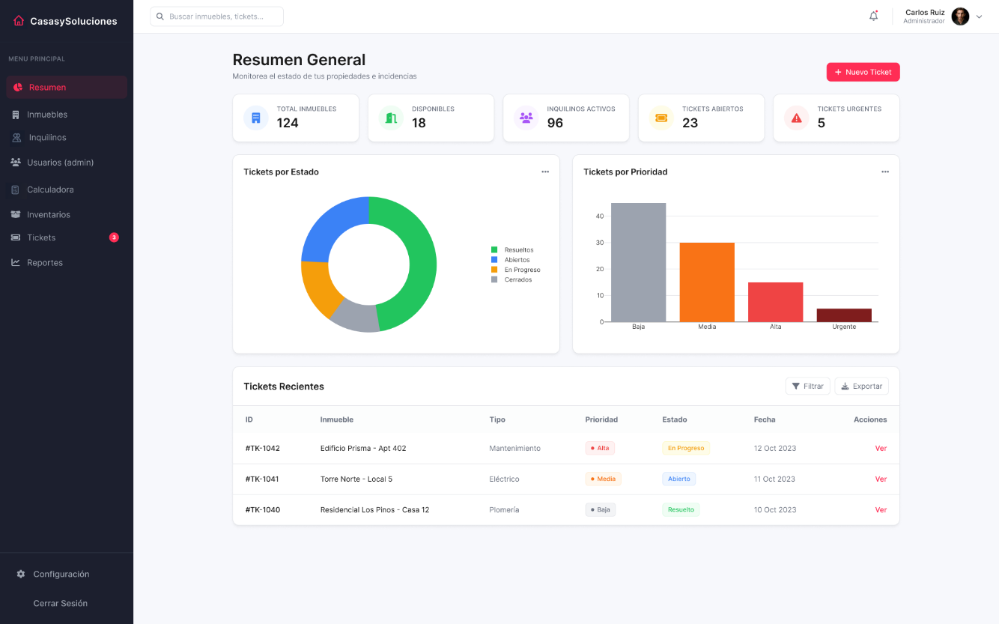 CasasySoluciones
Buscar inmuebles, tickets...
Carlos Ruiz
Administrador
MENU PRINCIPAL
Resumen
Inmuebles
Inquilinos
Usuarios (admin)
Calculadora
Inventarios
Tickets 3
Reportes
Configuración
Cerrar Sesión
Resumen General
Monitorea el estado de tus propiedades e incidencias
+ Nuevo Ticket
TOTAL INMUEBLES
124
DISPONIBLES
18
INQUILINOS ACTIVOS
96
TICKETS ABIERTOS
23
TICKETS URGENTES
5
Tickets por Estado
Resueltos
Abiertos
En Progreso
Cerrados
Tickets por Prioridad
40
30
20
10
0
Baja Media Alta Urgente
Tickets Recientes
Filtrar Exportar
ID Inmueble Tipo Prioridad Estado Fecha Acciones
#TK-1042 Edificio Prisma - Apt 402 Mantenimiento Alta En Progreso 12 Oct 2023 Ver
#TK-1041 Torre Norte - Local 5 Eléctrico Media Abierto 11 Oct 2023 Ver
#TK-1040 Residencial Los Pinos - Casa 12 Plomería Baja Resuelto 10 Oct 2023 Ver